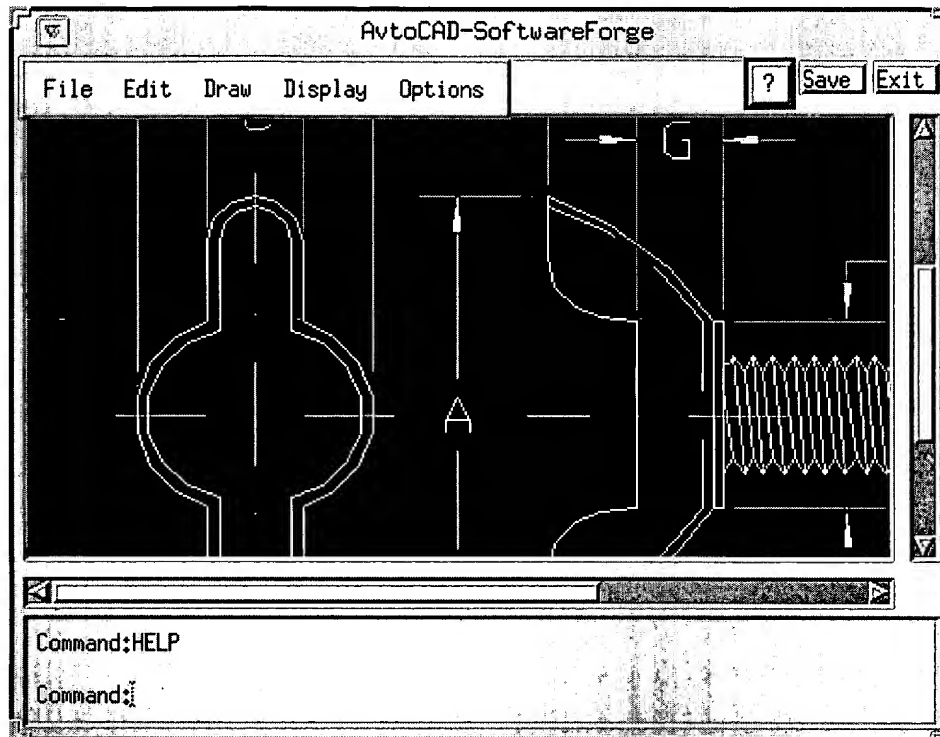 AvtoCAD-SoftwareForge
File Edit Draw Display Options ? Save Exit
G
A
Command:HELP
Command: